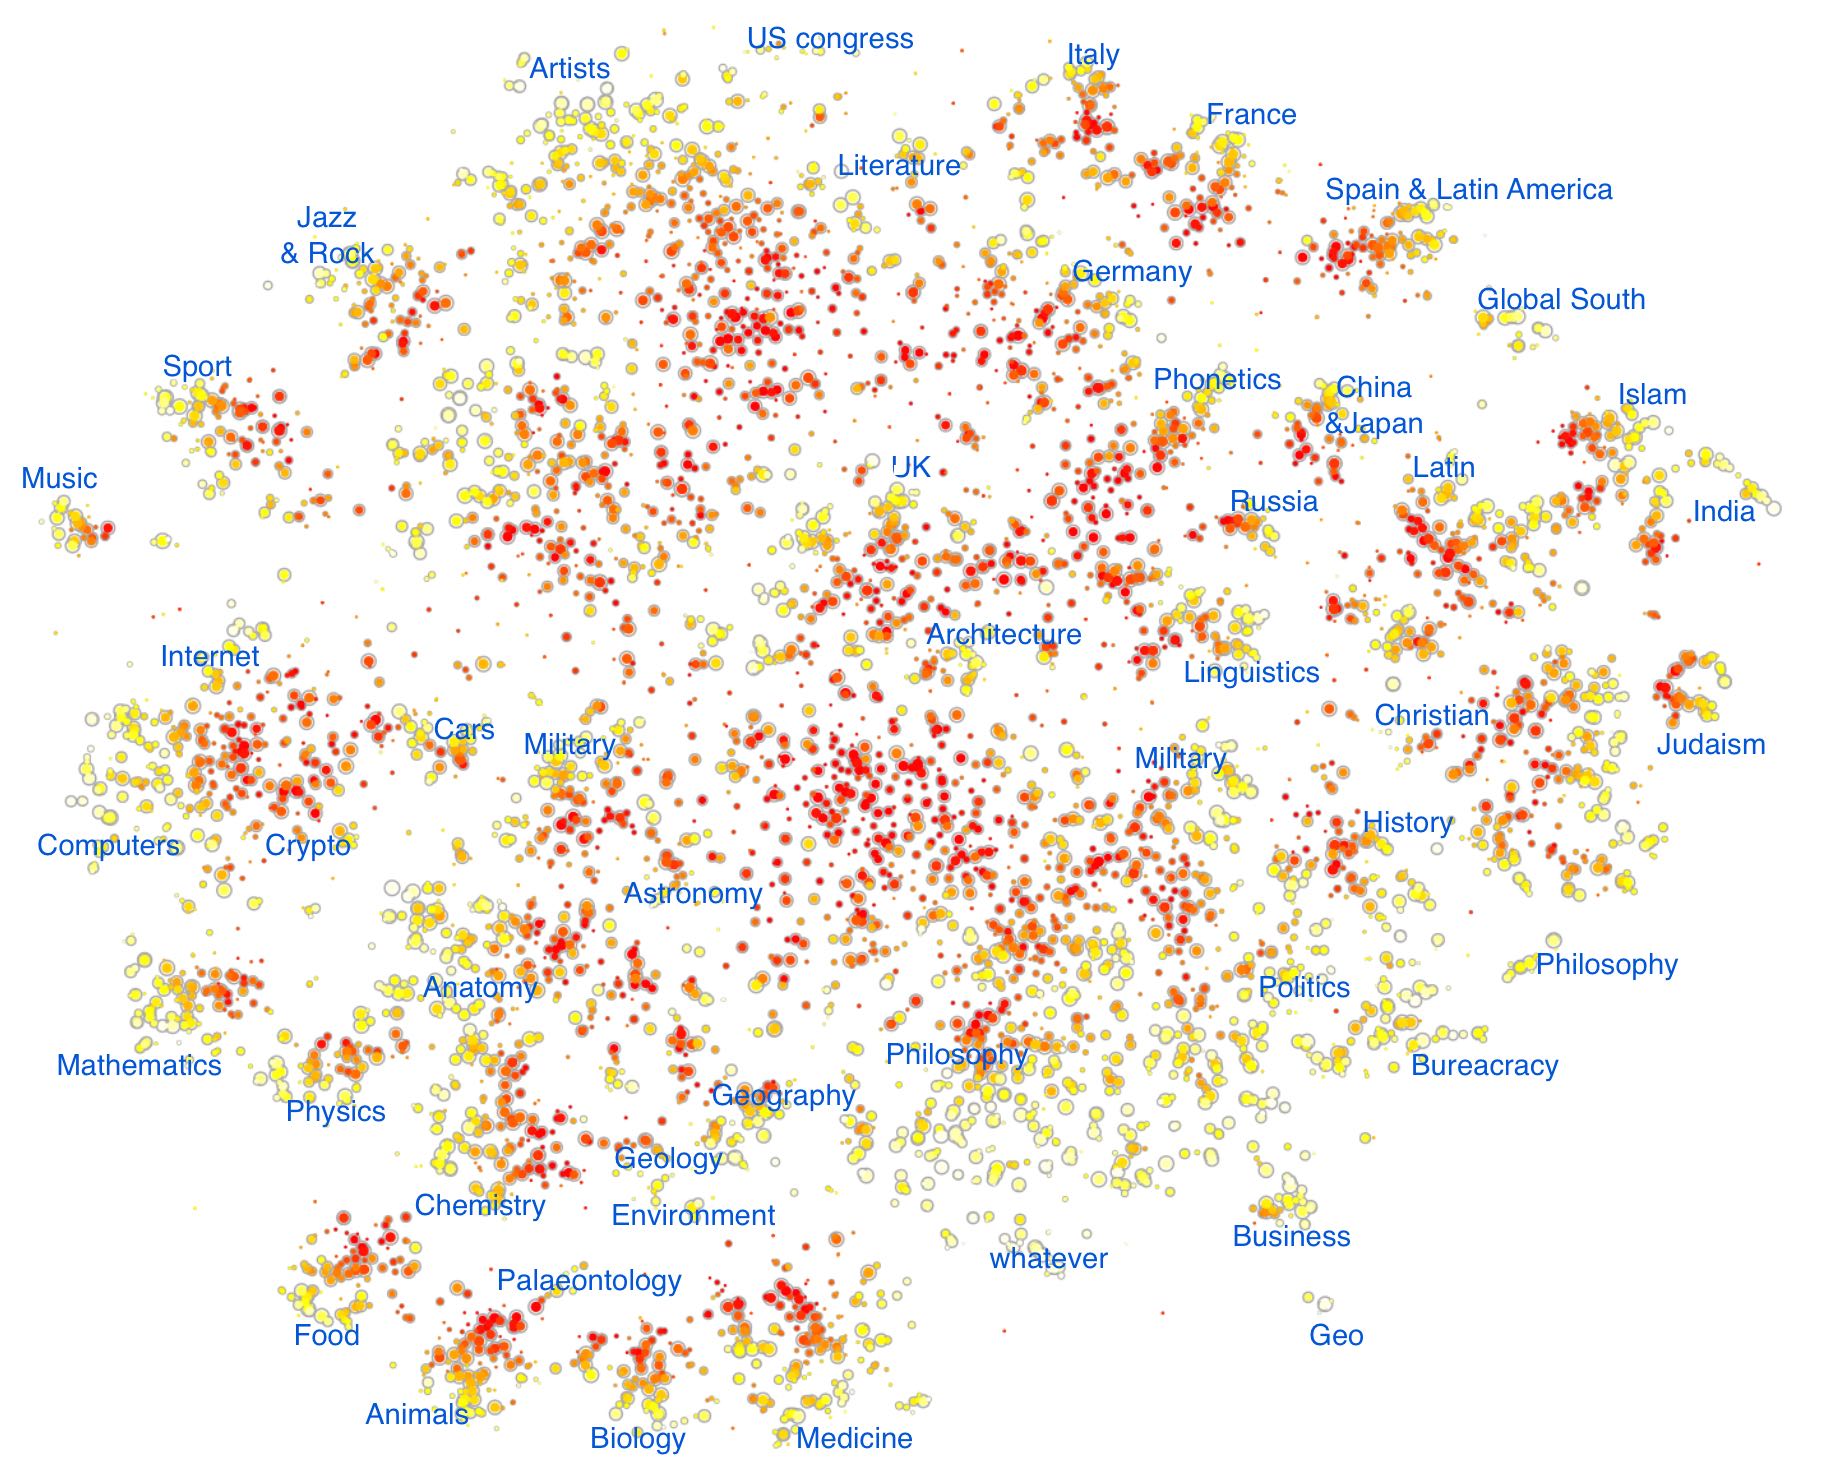 US congress
Artists
Italy
France
Literature
Spain & Latin America
Jazz
& Rock
Germany
Global South
Sport
Phonetics
China
&Japan
Islam
Music
UK
Latin
Russia
India
Internet
Architecture
Linguistics
Cars
Military
Military
Christian
Judaism
Computers
Crypto
History
Astronomy
Anatomy
Politics
Philosophy
Mathematics
Philosophy
Bureacracy
Physics
Geography
Geology
Chemistry
Environment
Business
whatever
Palaeontology
Food
Geo
Animals
Biology
Medicine